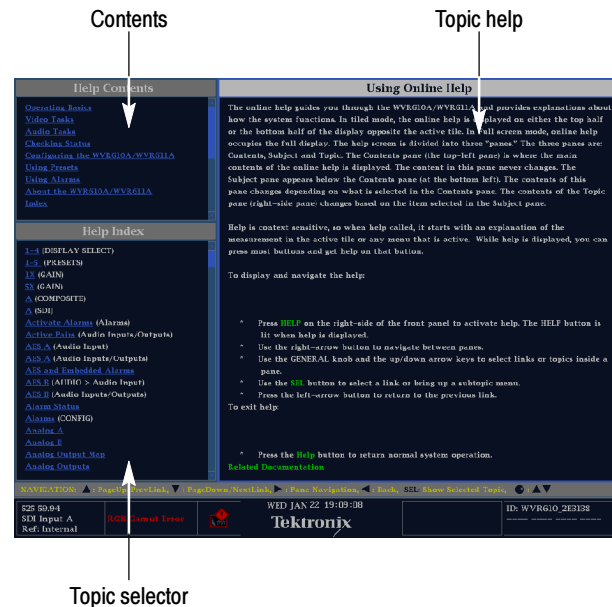 Contents
Topic help
Help Contents
Operating Basics
Video Tasks
Audio Tasks
Checking Status
Configuring the WVR610A/WVR611A
Using Presets
Using Alarms
About the WVR610A/WVR611A
Index
Help Index
1-4 (DISPLAY SELECT)
1-5 (PRESETS)
1X (GAIN)
5X (GAIN)
A (COMPOSITE)
A (SDI)
Activate Alarms (Alarms)
Active Pairs (Audio Inputs/Outputs)
AES A (Audio Input)
AES A (Audio Inputs/Outputs)
AES and Embedded Alarms
AES B (AUDIO > Audio Input)
AES B (Audio Inputs/Outputs)
Alarm Status
Alarms (CONFIG)
Analog A
Analog B
Analog Output Map
Analog Outputs
Using Online Help
The online help guides you through the WVR610A/WVR611A and provides explanations about
how the system functions. In tiled mode, the online help is displayed on either the top half
or the bottom half of the display opposite the active tile. In full screen mode, online help
occupies the full display. The help screen is divided into three "panes." The three panes are
Contents, Subject and Topic. The Contents pane (the top-left pane) is where the main
contents of the online help is displayed. The content in this pane never changes. The
Subject pane appears below the Contents pane (at the bottom left). The contents of this
pane changes depending on what is selected in the Contents pane. The contents of the Topic
pane (right-side pane) changes based on the item selected in the Subject pane.
Help is context sensitive, so when help called, it starts with an explanation of the
measurement in the active tile or any menu that is active. While help is displayed, you can
press most buttons and get help on that button.
To display and navigate the help:
* Press HELP on the right-side of the front panel to activate help. The HELP button is
lit when help is displayed.
* Use the right-arrow button to navigate between panes.
* Use the GENERAL knob and the up/down arrow keys to select links or topics inside a
pane.
* Use the SEL button to select a link or bring up a subtopic menu.
* Press the left-arrow button to return to the previous link.
To exit help:
* Press the Help button to return normal system operation.
Related Documentation
NAVIGATION: ▲: PageUp/PrevLink, ▼: PageDown/NextLink, ►: Pane Navigation, ◄: Back, SEL: Show Selected Topic, : ▲▼
525 59.94
SDI Input A
Ref: Internal
RGB Gamut Error
WED JAN 22 19:09:08
Tektronix
ID: WVR610_2E3138
---- ---- ---- ----
Topic selector